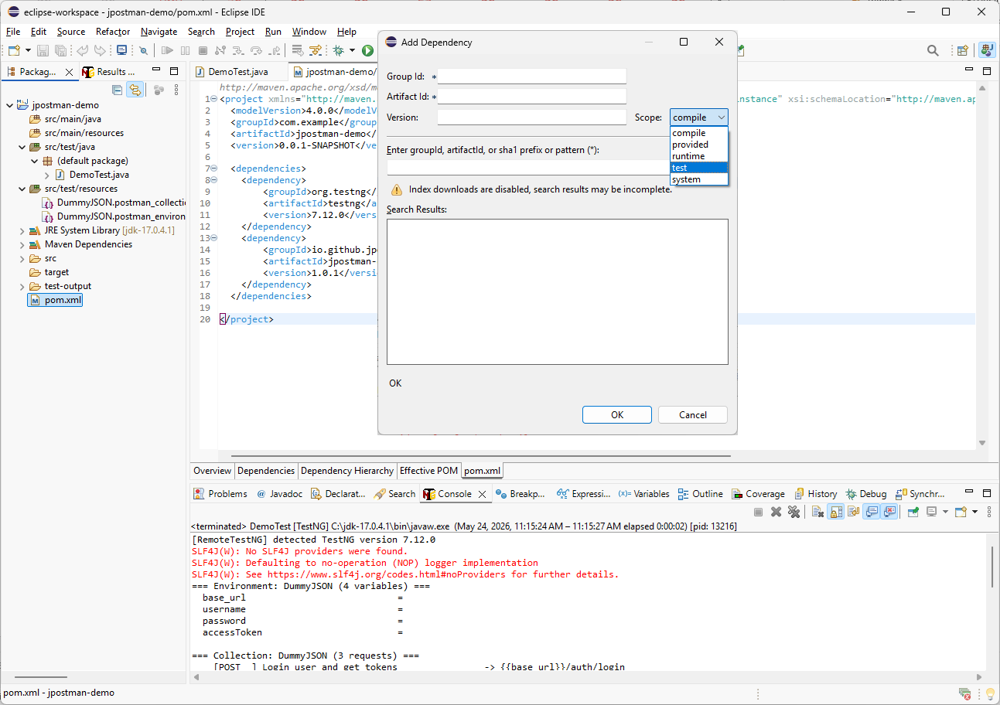 eclipse-workspace - jpostman-demo/pom.xml - Eclipse IDE
File Edit Source Refactor Navigate Search Project Run Window Help
Packag... Results ...
jpostman-demo
src/main/java
src/main/resources
src/test/java
(default package)
DemoTest.java
src/test/resources
DummyJSON.postman_collecti
DummyJSON.postman_environ
JRE System Library [jdk-17.0.4.1]
Maven Dependencies
src
target
test-output
pom.xml
DemoTest.java jpostman-demo/
http://maven.apache.org/xsd/m
1 <project xmlns="http://maven. instance" xsi:schemaLocation="http://maven.ap
2 <modelVersion>4.0.0</modelV
3 <groupId>com.example</group
4 <artifactId>jpostman-demo</
5 <version>0.0.1-SNAPSHOT</ve
6
7 <dependencies>
8 <dependency>
9 <groupId>org.testng</
10 <artifactId>testng</a
11 <version>7.12.0</vers
12 </dependency>
13 <dependency>
14 <groupId>io.github.jp
15 <artifactId>jpostman-
16 <version>1.0.1</versi
17 </dependency>
18 </dependencies>
19
20 </project>
Add Dependency
Group Id: *
Artifact Id: *
Version: Scope: compile
compile
provided
runtime
test
system
Enter groupId, artifactId, or sha1 prefix or pattern (*):
Index downloads are disabled, search results may be incomplete.
Search Results:
OK
OK Cancel
Overview Dependencies Dependency Hierarchy Effective POM pom.xml
Problems Javadoc Declarat... Search Console Breakp... Expressi... Variables Outline Coverage History Debug Synchr...
<terminated> DemoTest [TestNG] C:\jdk-17.0.4.1\bin\javaw.exe (May 24, 2026, 11:15:24 AM – 11:15:27 AM elapsed 0:00:02) [pid: 13216]
[RemoteTestNG] detected TestNG version 7.12.0
SLF4J(W): No SLF4J providers were found.
SLF4J(W): Defaulting to no-operation (NOP) logger implementation
SLF4J(W): See https://www.slf4j.org/codes.html#noProviders for further details.
=== Environment: DummyJSON (4 variables) ===
base_url =
username =
password =
accessToken =
=== Collection: DummyJSON (3 requests) ===
[POST ] Login user and get tokens -> {{base_url}}/auth/login
pom.xml - jpostman-demo